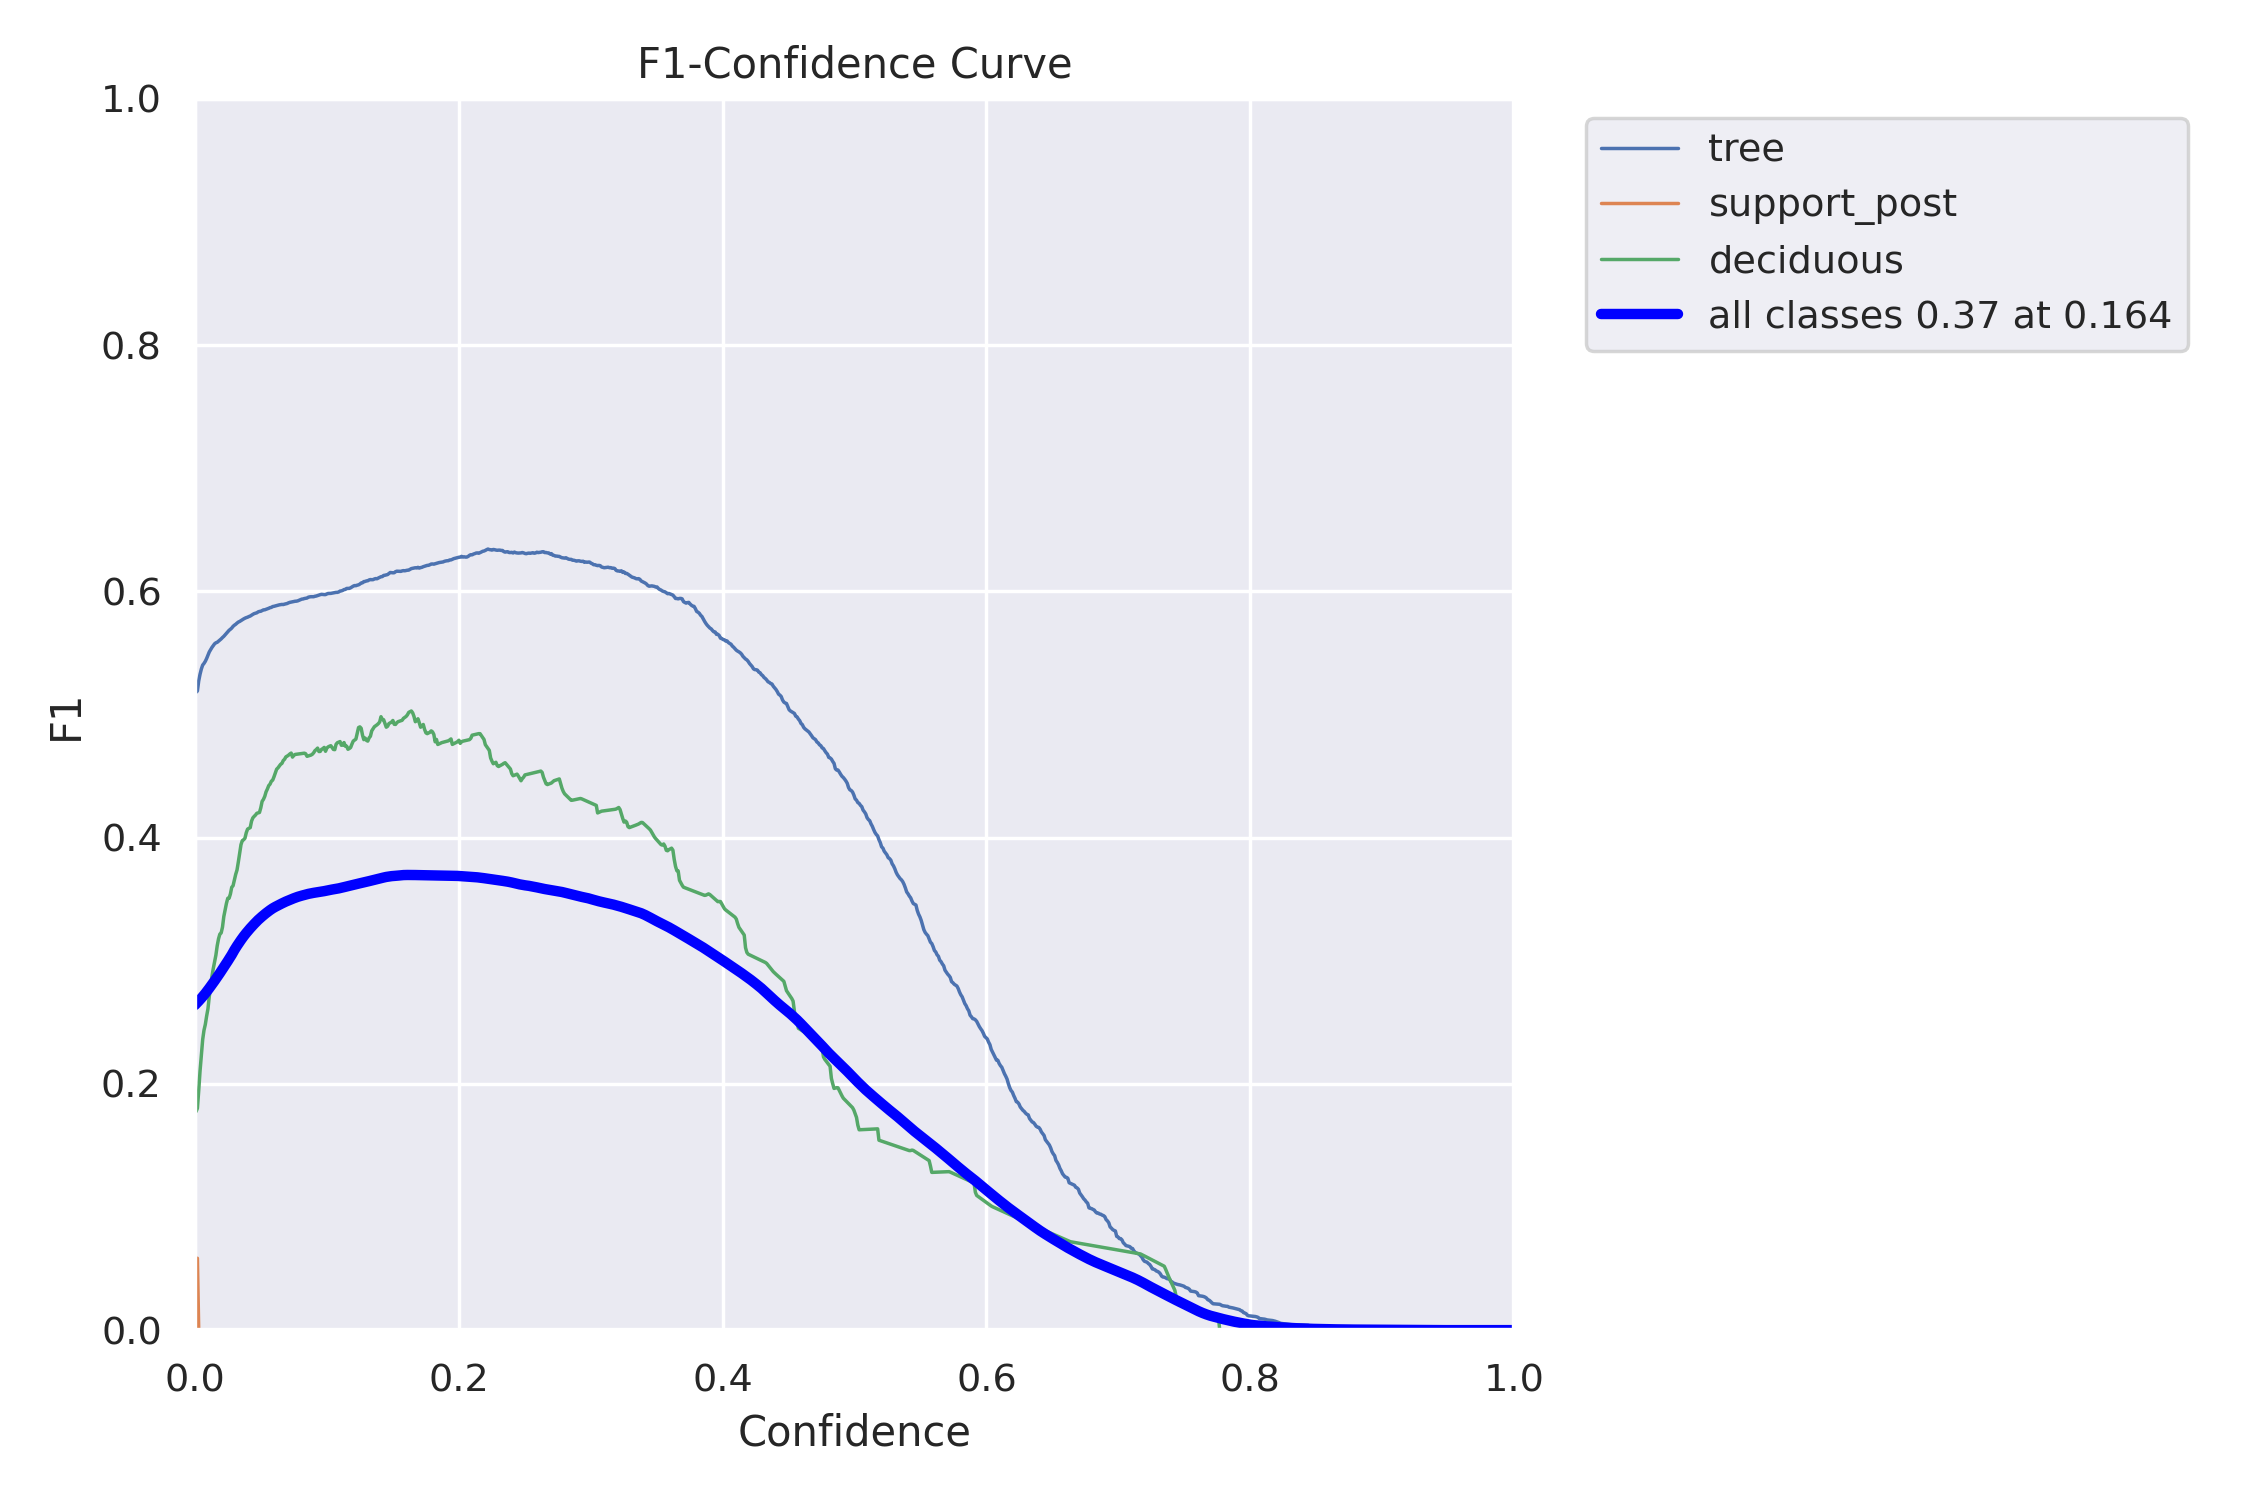 F1-Confidence Curve
1.0
0.8
0.6
0.4
0.2
0.0
F1
0.0 0.2 0.4 0.6 0.8 1.0
Confidence
tree
support_post
deciduous
all classes 0.37 at 0.164